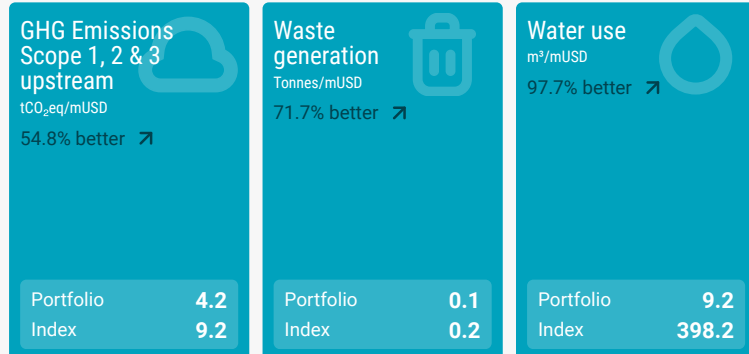 GHG Emissions
Scope 1, 2 & 3
upstream
tCO₂eq/mUSD
54.8% better
Portfolio 4.2
Index 9.2
Waste
generation
Tonnes/mUSD
71.7% better
Portfolio 0.1
Index 0.2
Water use
m³/mUSD
97.7% better
Portfolio 9.2
Index 398.2